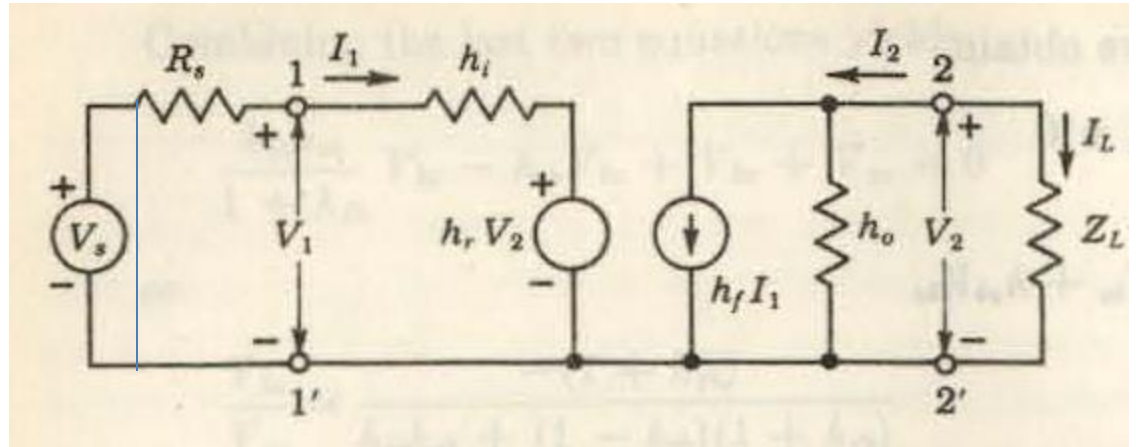 R_s 1 I_1 h_i I_2 2
+ + + I_L
V_s V_1 h_r V_2 h_o V_2 Z_L
− h_f I_1 −
− −
1' 2'